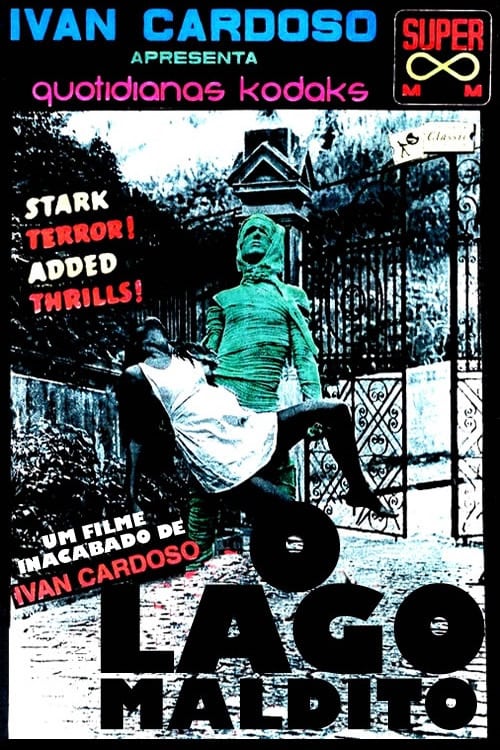 IVAN CARDOSO
APRESENTA
quotidianas kodaks
SUPER
∞
M M
Classic
STARK
TERROR!
ADDED
THRILLS!
UM FILME
INACABADO DE
IVAN CARDOSO
O
LAGO
MALDITO